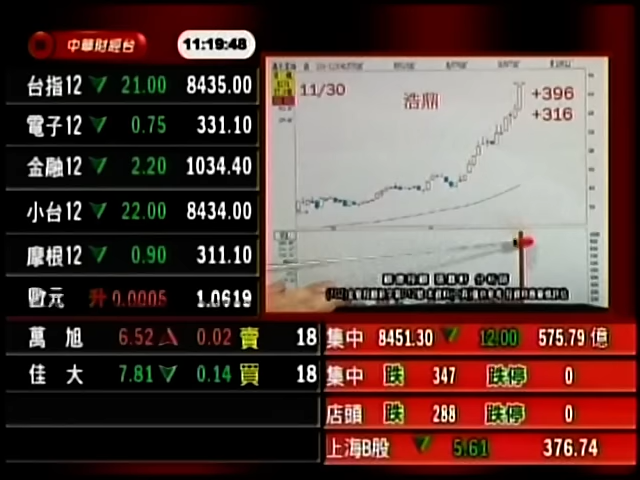 中華財經台
11:19:48
台指12 21.00 8435.00
電子12 0.75 331.10
金融12 2.20 1034.40
小台12 22.00 8434.00
摩根12 0.90 311.10
歐元 升 0.0005 1.0619
11/30
浩鼎
+396
+316
萬旭 6.52 0.02 賣 18
佳大 7.81 0.14 買 18
集中 8451.30 12.00 575.79 億
集中 跌 347 跌停 0
店頭 跌 288 跌停 0
上海B股 5.61 376.74